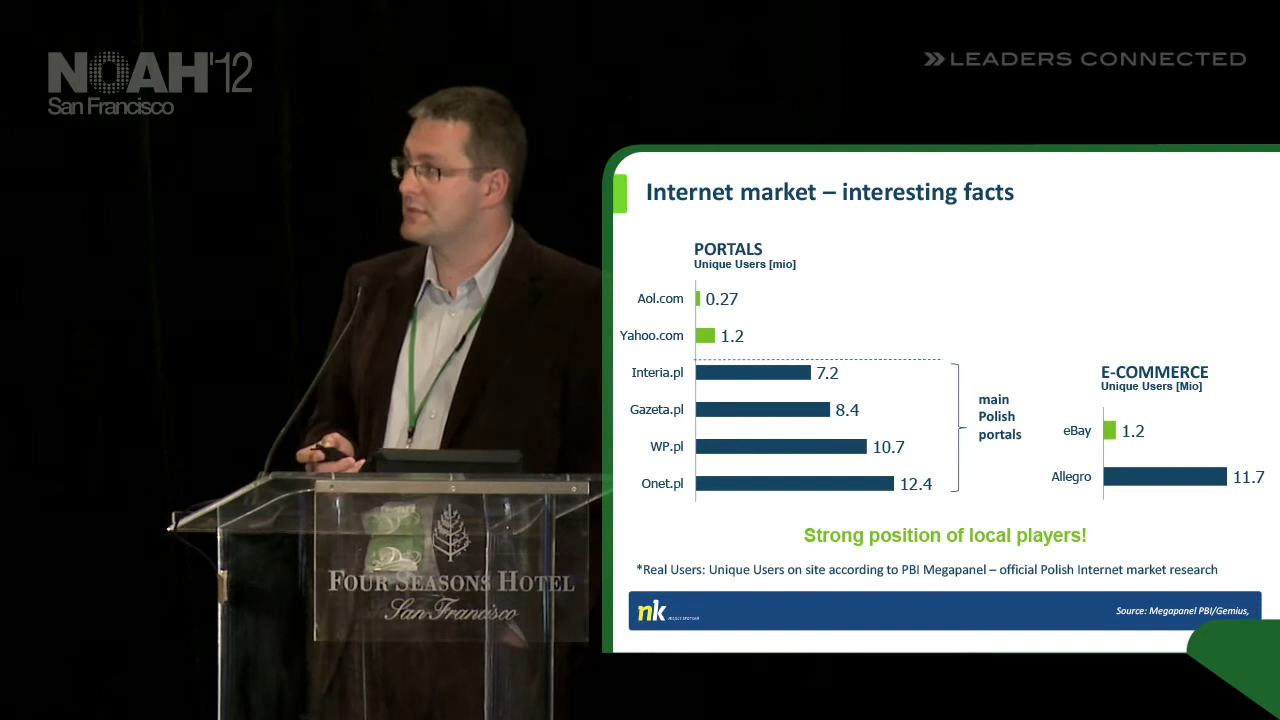 NOAH'12
San Francisco
LEADERS CONNECTED
Internet market – interesting facts
PORTALS
Unique Users [mio]
Aol.com 0.27
Yahoo.com 1.2
Interia.pl 7.2
Gazeta.pl 8.4
WP.pl 10.7
Onet.pl 12.4
main
Polish
portals
E-COMMERCE
Unique Users [Mio]
eBay 1.2
Allegro 11.7
Strong position of local players!
*Real Users: Unique Users on site according to PBI Megapanel – official Polish Internet market research
nk
Source: Megapanel PBI/Gemius,
FOUR SEASONS HOTEL
San Francisco